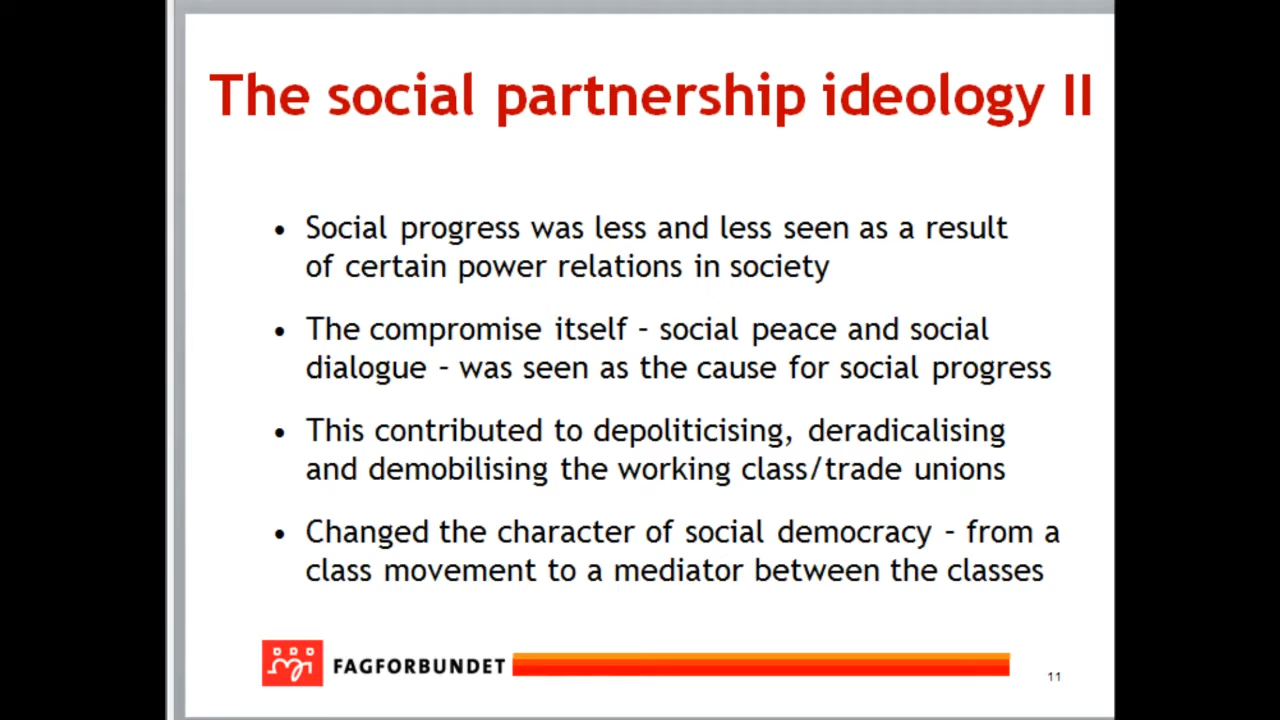 The social partnership ideology II
• Social progress was less and less seen as a result
of certain power relations in society
• The compromise itself – social peace and social
dialogue – was seen as the cause for social progress
• This contributed to depoliticising, deradicalising
and demobilising the working class/trade unions
• Changed the character of social democracy – from a
class movement to a mediator between the classes
FAGFORBUNDET
11